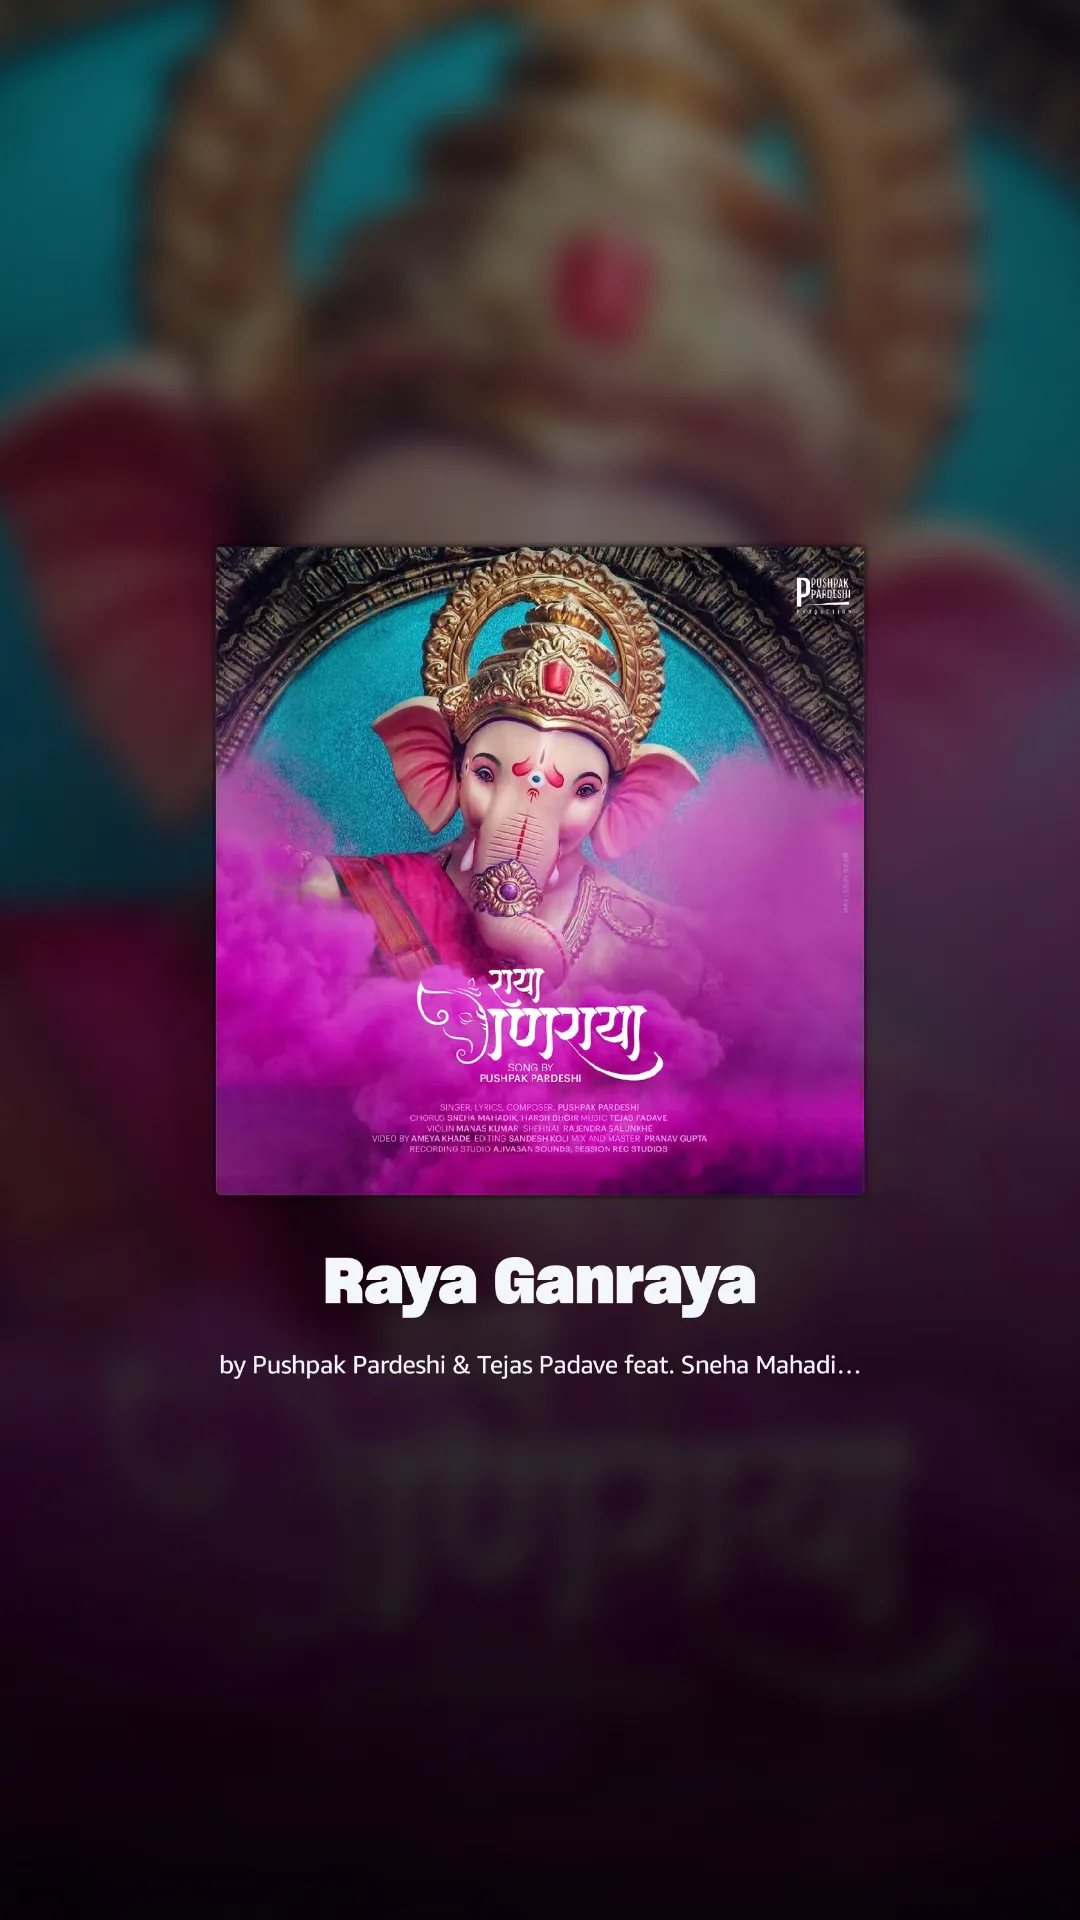 PUSHPAK
PARDESHI
PRODUCTION
राया
गणराया
SONG BY
PUSHPAK PARDESHI
SINGER, LYRICS, COMPOSER: PUSHPAK PARDESHI
CHORUS SNEHA MAHADIK, HARSH BHOIR MUSIC TEJAS PADAVE
VIOLIN MANAS KUMAR SHEHNAI RAJENDRA SALUNKHE
VIDEO BY AMEYA KHADE EDITING SANDESH KOLI MIX AND MASTER PRANAV GUPTA
RECORDING STUDIO AJIVASAN SOUNDS, SESSION REC STUDIOS
Raya Ganraya
by Pushpak Pardeshi & Tejas Padave feat. Sneha Mahadi...